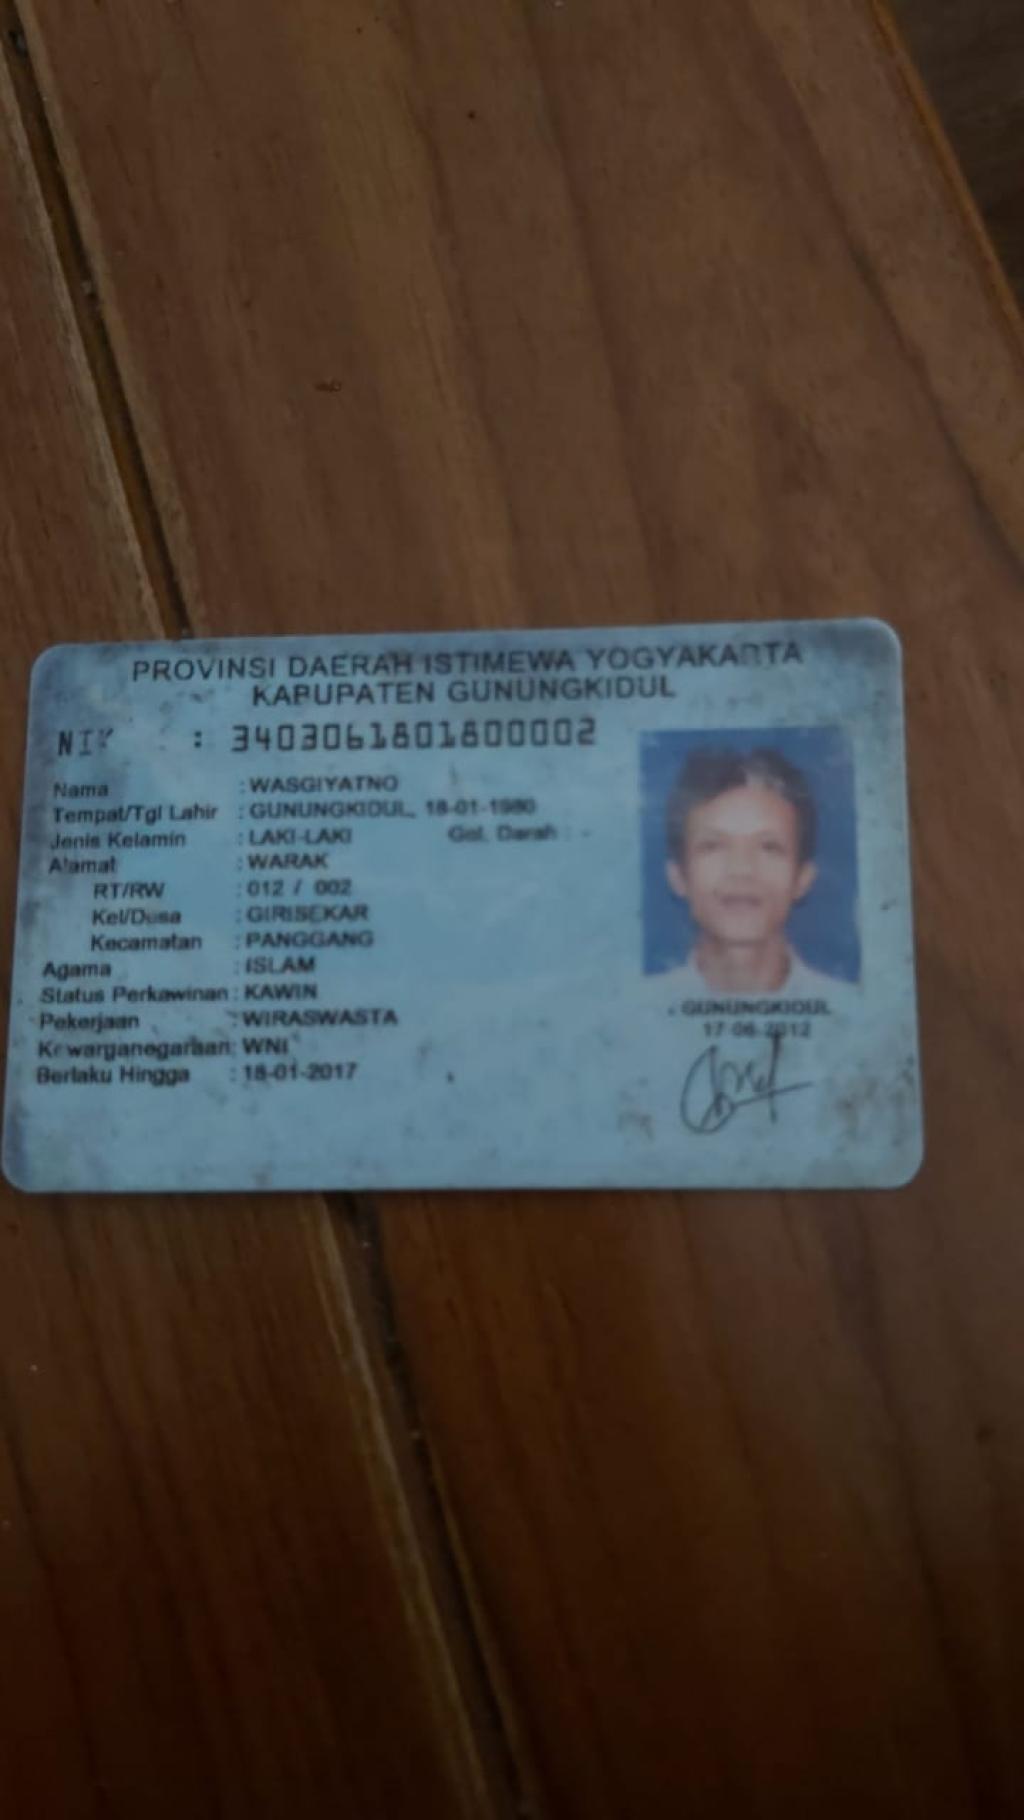 PROVINSI DAERAH ISTIMEWA YOGYAKARTA
KABUPATEN GUNUNGKIDUL
NIK : 3403061801800002
Nama : WASGIYATNO
Tempat/Tgl Lahir : GUNUNGKIDUL, 18-01-1980
Jenis Kelamin : LAKI-LAKI Gol. Darah : -
Alamat : WARAK
RT/RW : 012 / 002
Kel/Desa : GIRISEKAR
Kecamatan : PANGGANG
Agama : ISLAM
Status Perkawinan : KAWIN
Pekerjaan : WIRASWASTA
Kewarganegaraan: WNI
Berlaku Hingga : 18-01-2017
GUNUNGKIDUL
17-06-2012